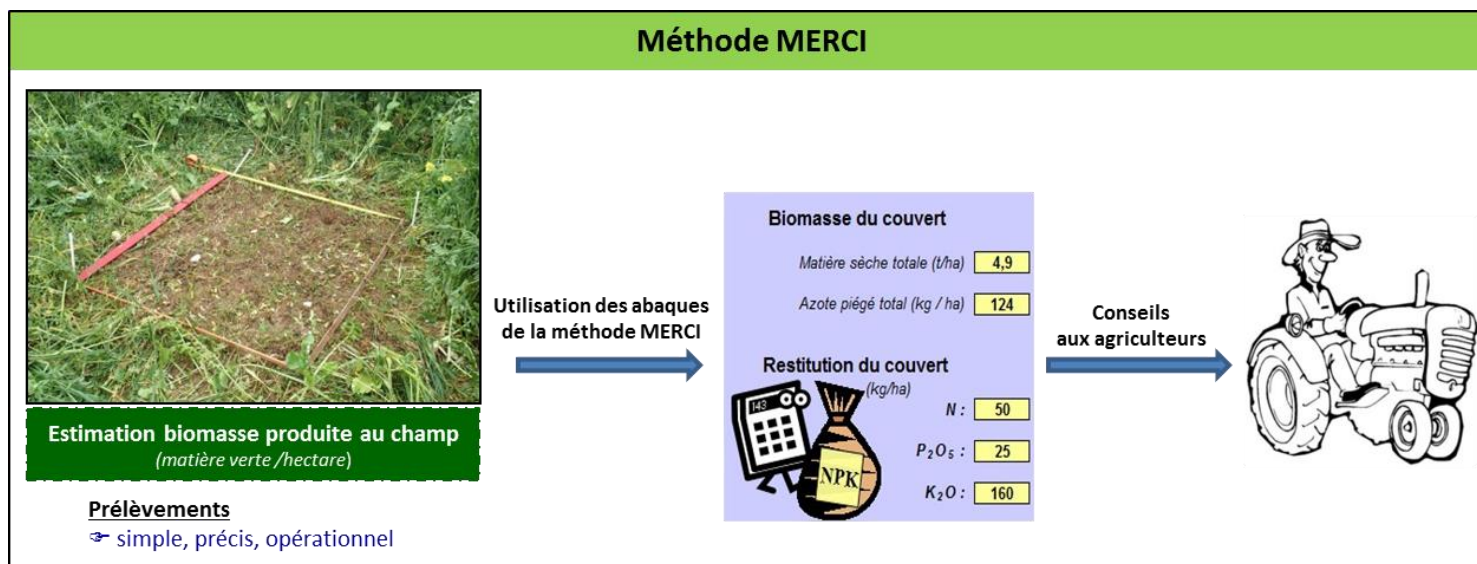 Méthode MERCI
Estimation biomasse produite au champ
(matière verte /hectare)
Prélèvements
☞ simple, précis, opérationnel
Utilisation des abaques
de la méthode MERCI
Biomasse du couvert
Matière sèche totale (t/ha) 4,9
Azote piégé total (kg / ha) 124
Restitution du couvert
(kg/ha)
143
NPK
N : 50
P₂O₅ : 25
K₂O : 160
Conseils
aux agriculteurs